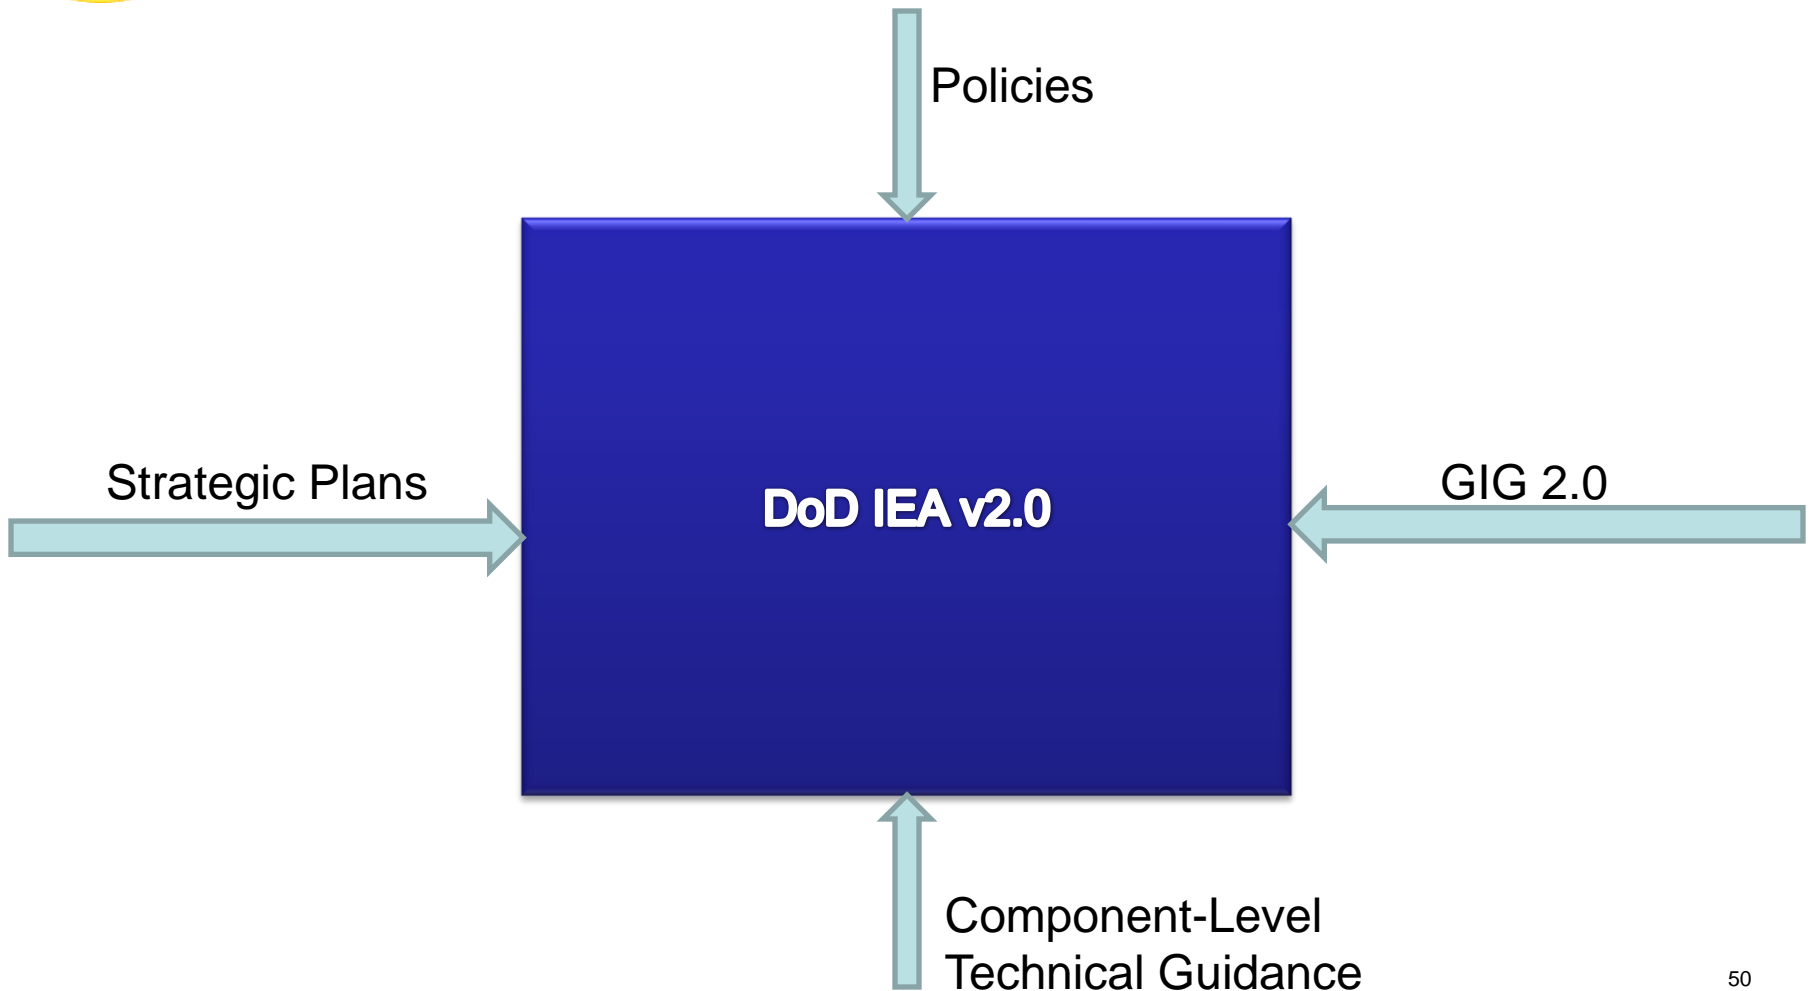 Policies
Strategic Plans
GIG 2.0
DoD IEA v2.0
Component-Level
Technical Guidance
50